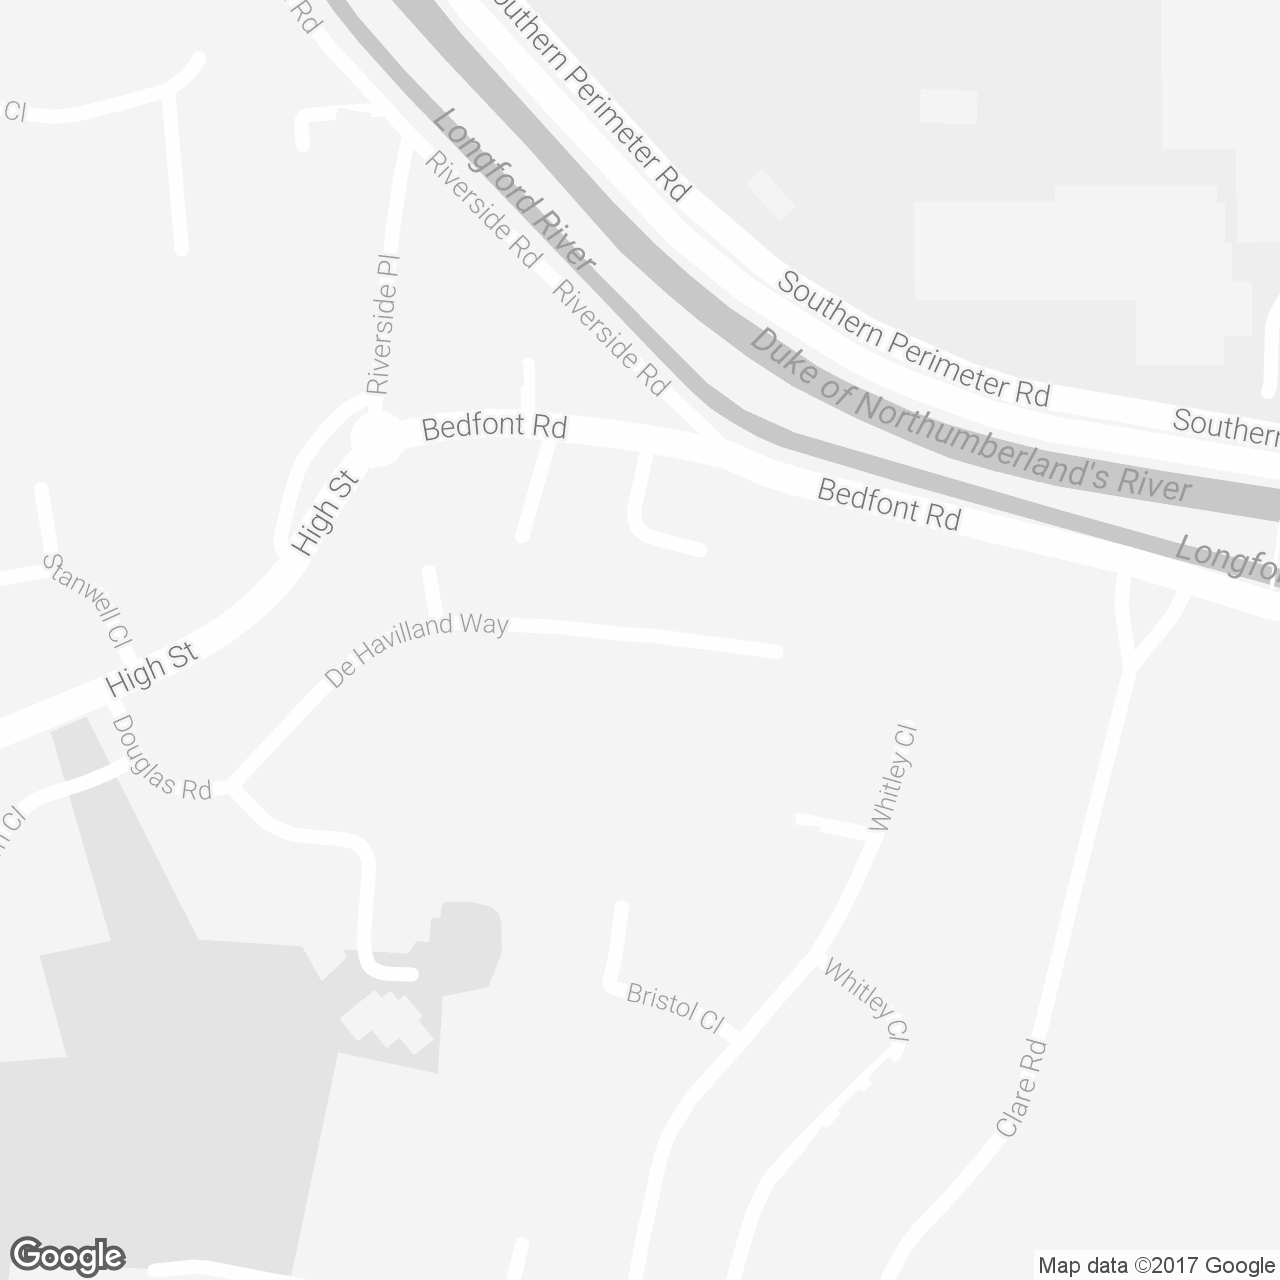 Rd
Southern Perimeter Rd
Cl
Longford River
Riverside Rd
Riverside Pl
Riverside Rd
Southern Perimeter Rd
Duke of Northumberland's River
Southern
Bedfont Rd
High St
Bedfont Rd
Longfor
Stanwell Cl
De Havilland Way
High St
Douglas Rd
Whitley Cl
Cl
Bristol Cl
Whitley Cl
Clare Rd
Google
Map data ©2017 Google